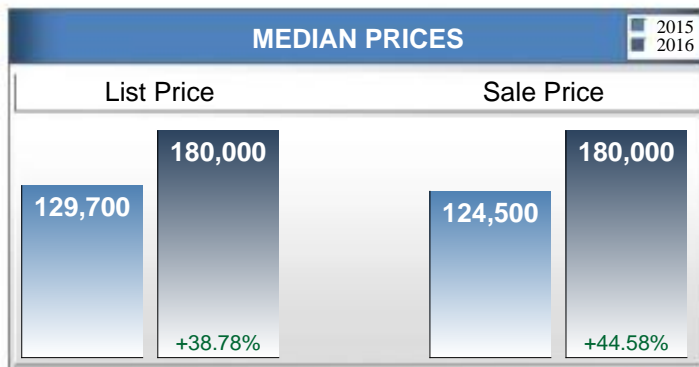 MEDIAN PRICES
2015
2016
List Price
Sale Price
129,700
180,000
+38.78%
124,500
180,000
+44.58%